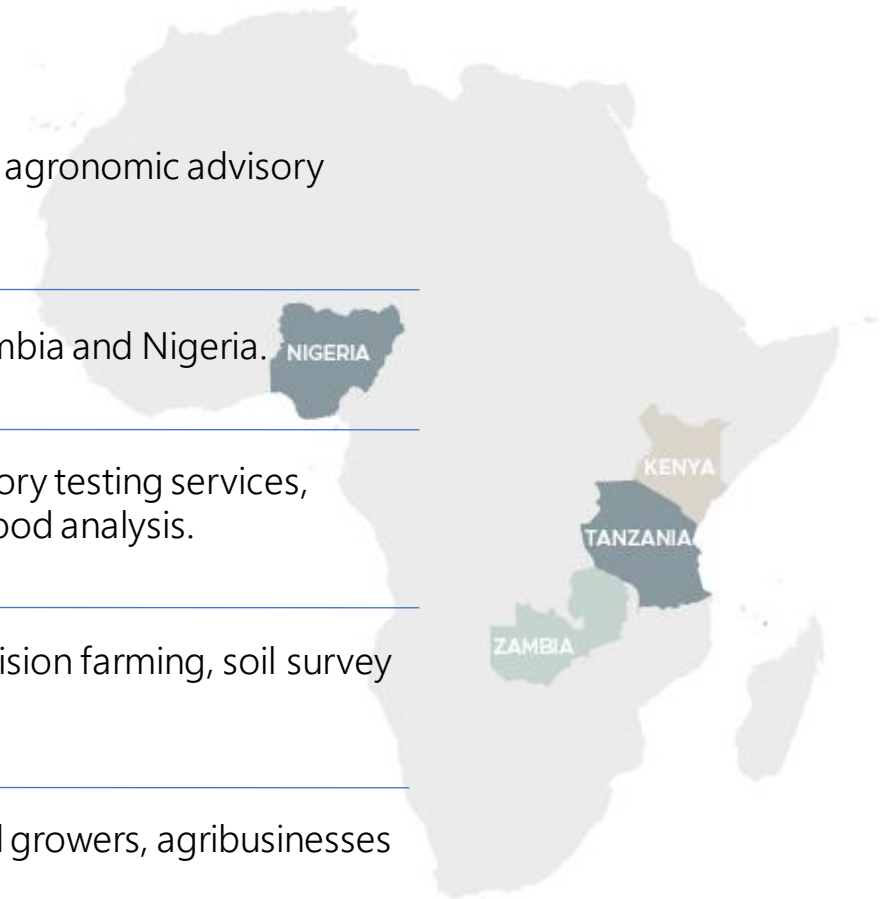 agronomic advisory
mbia and Nigeria.
NIGERIA
KENYA
ory testing services,
ood analysis.
TANZANIA
ZAMBIA
ision farming, soil survey
growers, agribusinesses